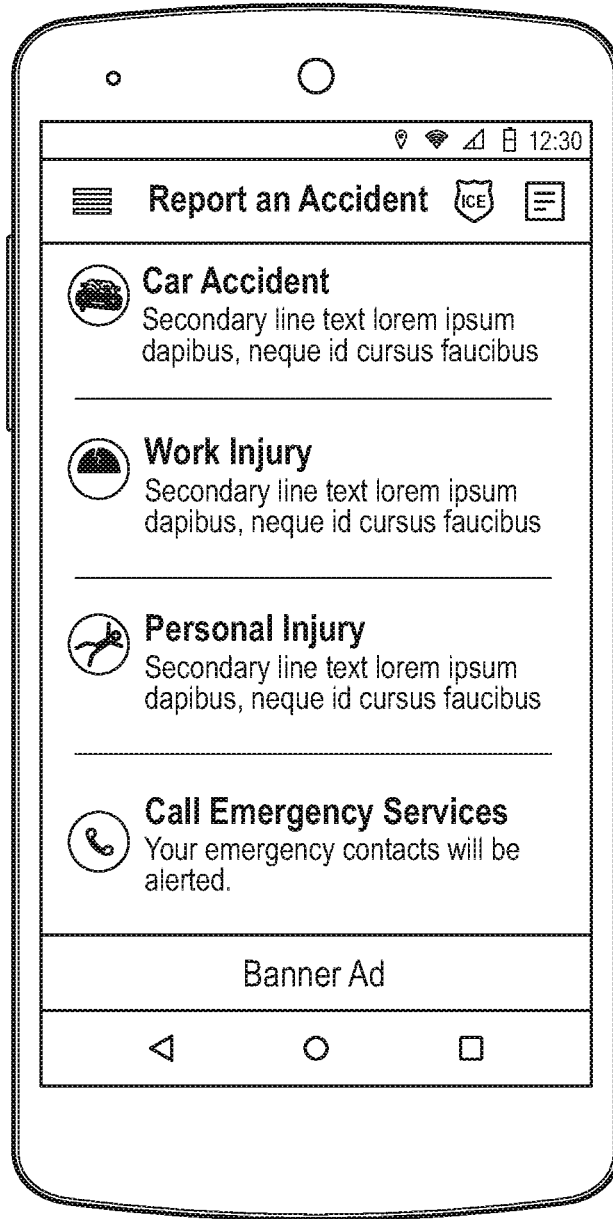 12:30
Report an Accident ICE
Car Accident
Secondary line text lorem ipsum
dapibus, neque id cursus faucibus
Work Injury
Secondary line text lorem ipsum
dapibus, neque id cursus faucibus
Personal Injury
Secondary line text lorem ipsum
dapibus, neque id cursus faucibus
Call Emergency Services
Your emergency contacts will be
alerted.
Banner Ad